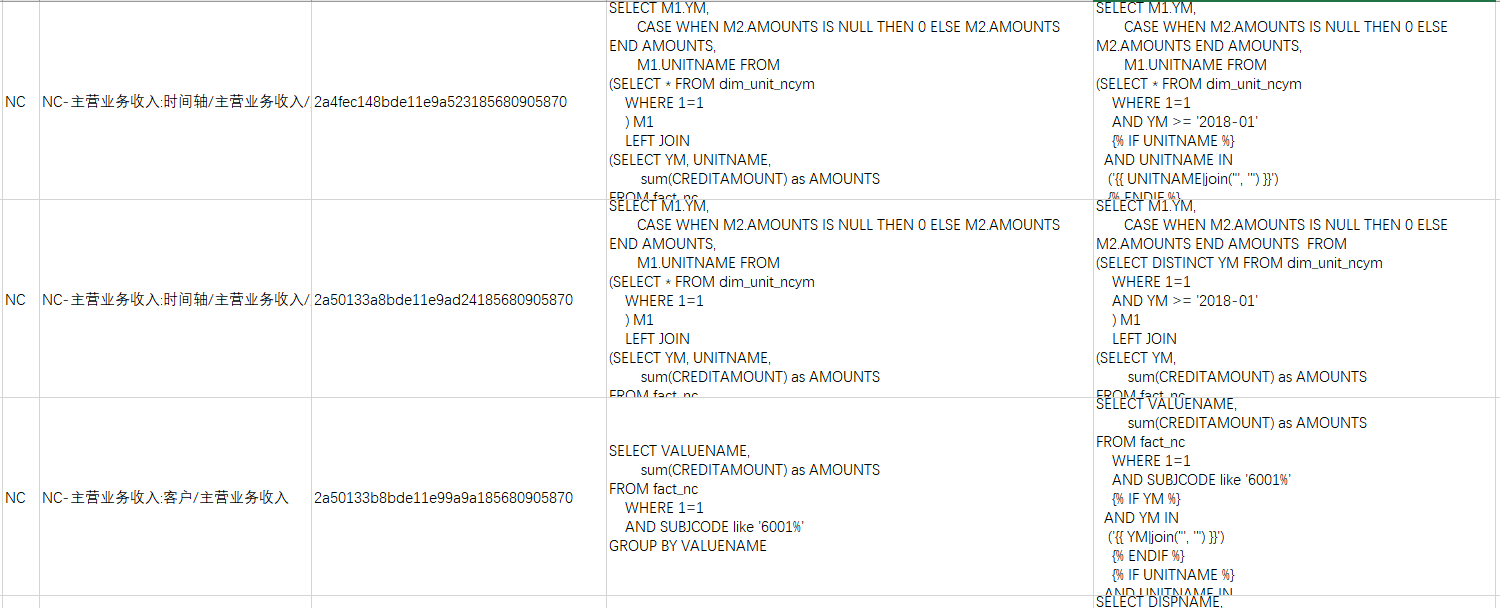 NC
NC-主营业务收入:时间轴/主营业务收入/
2a4fec148bde11e9a523185680905870
SELECT M1.YM,
CASE WHEN M2.AMOUNTS IS NULL THEN 0 ELSE M2.AMOUNTS
END AMOUNTS,
M1.UNITNAME FROM
(SELECT * FROM dim_unit_ncym
WHERE 1=1
) M1
LEFT JOIN
(SELECT YM, UNITNAME,
sum(CREDITAMOUNT) as AMOUNTS
FROM fact_nc
SELECT M1.YM,
CASE WHEN M2.AMOUNTS IS NULL THEN 0 ELSE
M2.AMOUNTS END AMOUNTS,
M1.UNITNAME FROM
(SELECT * FROM dim_unit_ncym
WHERE 1=1
AND YM >= '2018-01'
{% IF UNITNAME %}
AND UNITNAME IN
('{{ UNITNAME|join("', '") }}')
{% ENDIF %}
NC
NC-主营业务收入:时间轴/主营业务收入/
2a50133a8bde11e9ad24185680905870
SELECT M1.YM,
CASE WHEN M2.AMOUNTS IS NULL THEN 0 ELSE M2.AMOUNTS
END AMOUNTS,
M1.UNITNAME FROM
(SELECT * FROM dim_unit_ncym
WHERE 1=1
) M1
LEFT JOIN
(SELECT YM, UNITNAME,
sum(CREDITAMOUNT) as AMOUNTS
FROM fact_nc
SELECT M1.YM,
CASE WHEN M2.AMOUNTS IS NULL THEN 0 ELSE
M2.AMOUNTS END AMOUNTS  FROM
(SELECT DISTINCT YM FROM dim_unit_ncym
WHERE 1=1
AND YM >= '2018-01'
) M1
LEFT JOIN
(SELECT YM,
sum(CREDITAMOUNT) as AMOUNTS
FROM fact_nc
NC
NC-主营业务收入:客户/主营业务收入
2a50133b8bde11e99a9a185680905870
SELECT VALUENAME,
sum(CREDITAMOUNT) as AMOUNTS
FROM fact_nc
WHERE 1=1
AND SUBJCODE like '6001%'
GROUP BY VALUENAME
SELECT VALUENAME,
sum(CREDITAMOUNT) as AMOUNTS
FROM fact_nc
WHERE 1=1
AND SUBJCODE like '6001%'
{% IF YM %}
AND YM IN
('{{ YM|join("', '") }}')
{% ENDIF %}
{% IF UNITNAME %}
AND UNITNAME IN
SELECT DISPNAME,